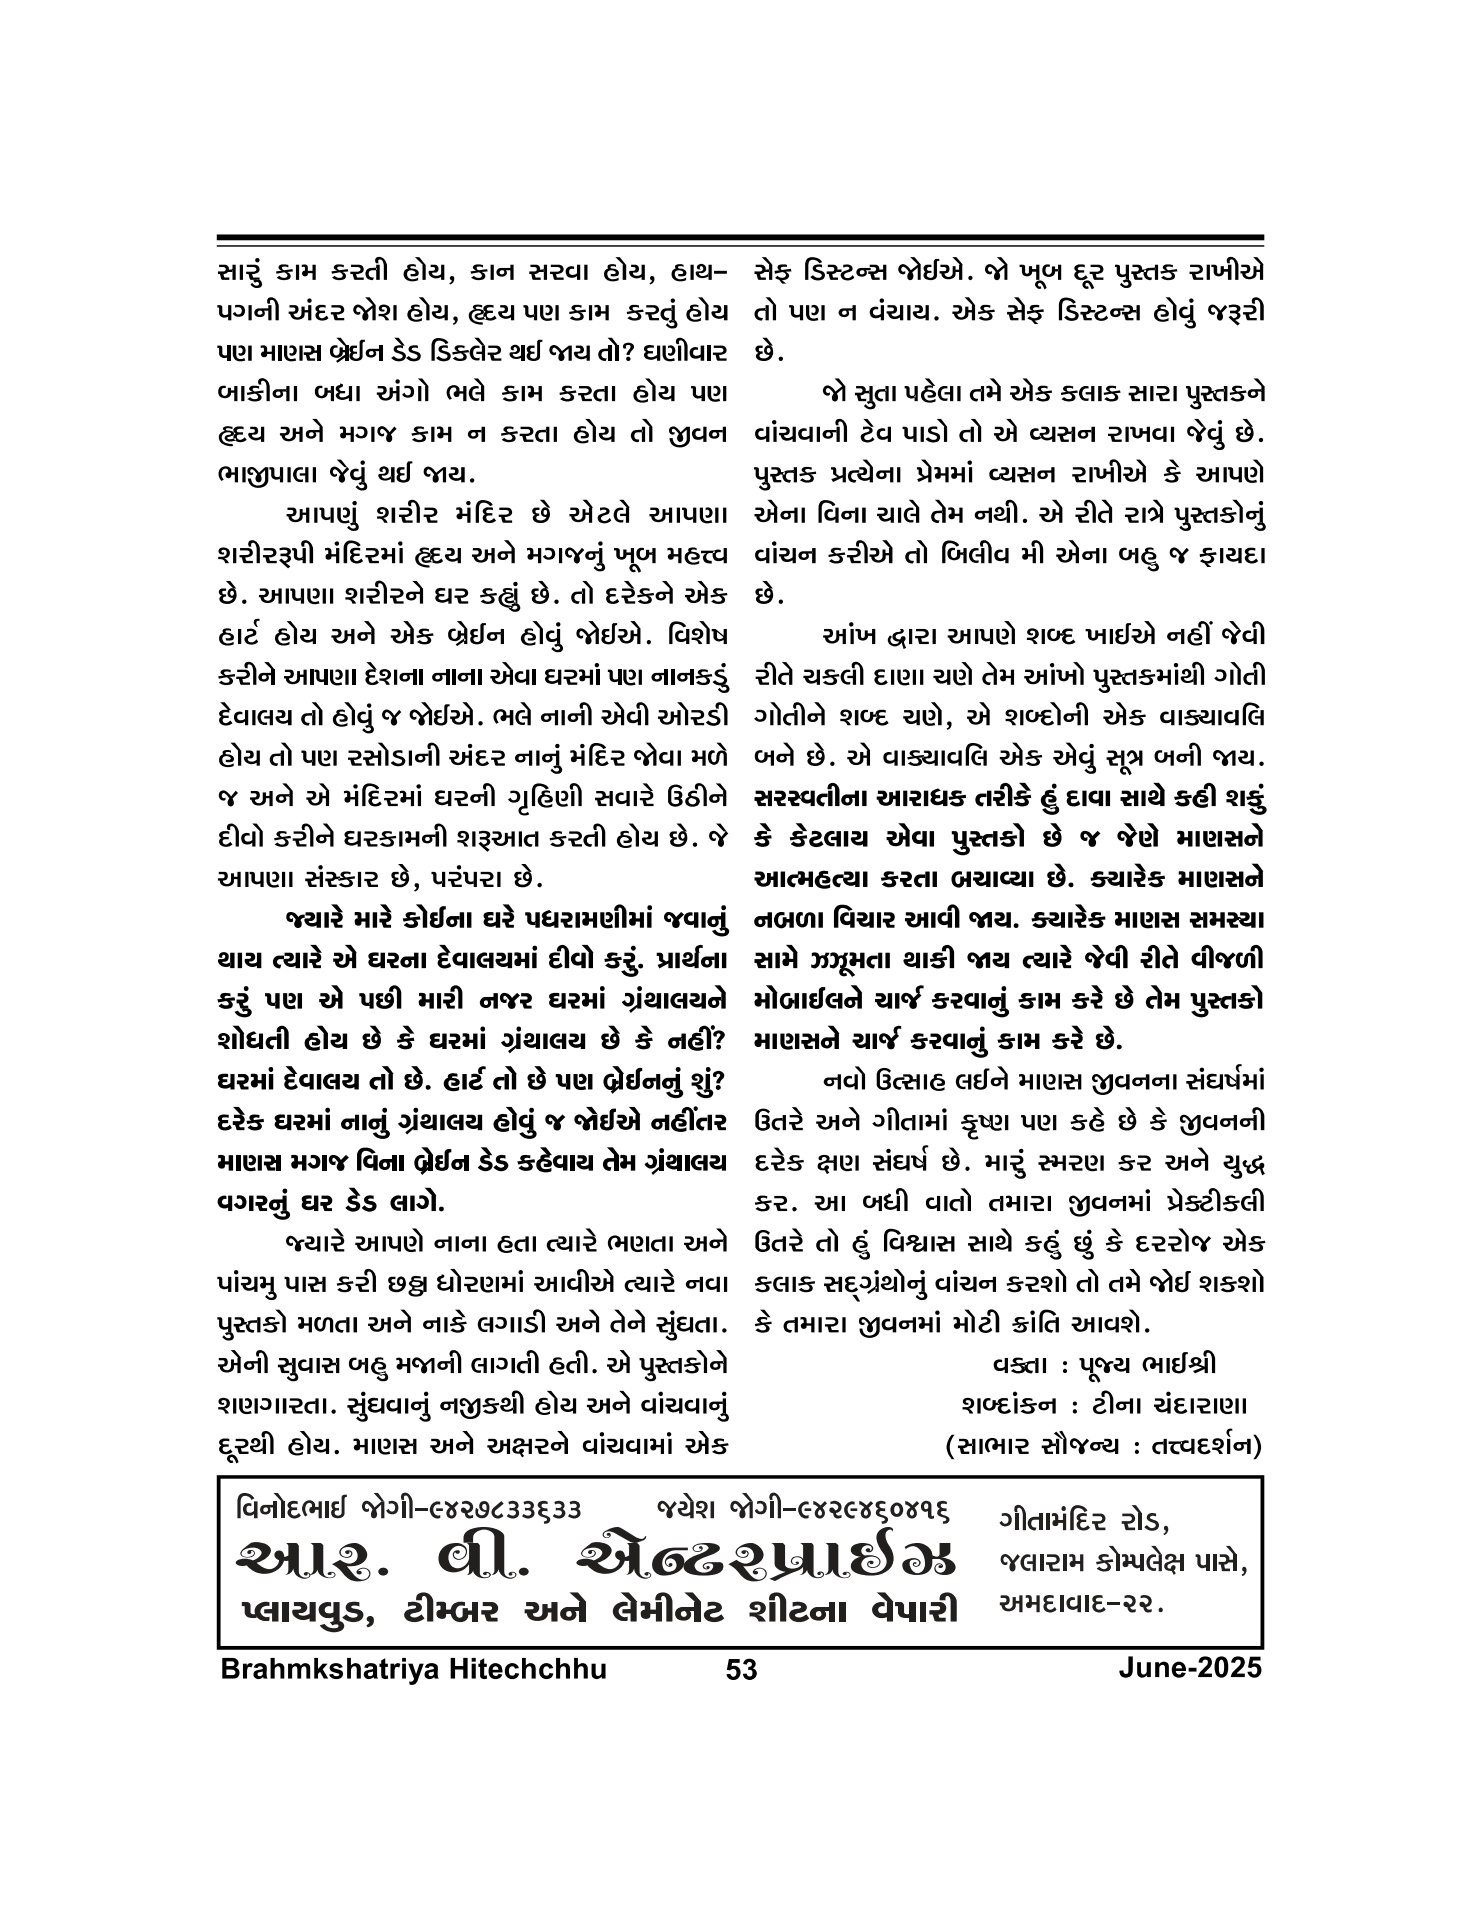 સારું કામ કરતી હોય, કાન સરવા હોય, હાથ–
પગની અંદર જોશ હોય, હૃદય પણ કામ કરતું હોય
પણ માણસ બ્રેઈન ડેડ ડિકલેર થઈ જાય તો? ઘણીવાર
બાકીના બધા અંગો ભલે કામ કરતા હોય પણ
હૃદય અને મગજ કામ ન કરતા હોય તો જીવન
ભાજીપાલા જેવું થઈ જાય.
આપણું શરીર મંદિર છે એટલે આપણા
શરીરરૂપી મંદિરમાં હૃદય અને મગજનું ખૂબ મહત્ત્વ
છે. આપણા શરીરને ઘર કહ્યું છે. તો દરેકને એક
હાર્ટ હોય અને એક બ્રેઈન હોવું જોઈએ. વિશેષ
કરીને આપણા દેશના નાના એવા ઘરમાં પણ નાનકડું
દેવાલય તો હોવું જ જોઈએ. ભલે નાની એવી ઓરડી
હોય તો પણ રસોડાની અંદર નાનું મંદિર જોવા મળે
જ અને એ મંદિરમાં ઘરની ગૃહિણી સવારે ઉઠીને
દીવો કરીને ઘરકામની શરૂઆત કરતી હોય છે. જે
આપણા સંસ્કાર છે, પરંપરા છે.
જ્યારે મારે કોઈના ઘરે પધરામણીમાં જવાનું
થાય ત્યારે એ ઘરના દેવાલયમાં દીવો કરું. પ્રાર્થના
કરું પણ એ પછી મારી નજર ઘરમાં ગ્રંથાલયને
શોધતી હોય છે કે ઘરમાં ગ્રંથાલય છે કે નહીં?
ઘરમાં દેવાલય તો છે. હાર્ટ તો છે પણ બ્રેઈનનું શું?
દરેક ઘરમાં નાનું ગ્રંથાલય હોવું જ જોઈએ નહીંતર
માણસ મગજ વિના બ્રેઈન ડેડ કહેવાય તેમ ગ્રંથાલય
વગરનું ઘર ડેડ લાગે.
જ્યારે આપણે નાના હતા ત્યારે ભણતા અને
પાંચમુ પાસ કરી છઠ્ઠા ધોરણમાં આવીએ ત્યારે નવા
પુસ્તકો મળતા અને નાકે લગાડી અને તેને સુંઘતા.
એની સુવાસ બહુ મજાની લાગતી હતી. એ પુસ્તકોને
શણગારતા. સુંઘવાનું નજીકથી હોય અને વાંચવાનું
દૂરથી હોય. માણસ અને અક્ષરને વાંચવામાં એક
સેફ ડિસ્ટન્સ જોઈએ. જો ખૂબ દૂર પુસ્તક રાખીએ
તો પણ ન વંચાય. એક સેફ ડિસ્ટન્સ હોવું જરૂરી
છે.
જો સુતા પહેલા તમે એક કલાક સારા પુસ્તકને
વાંચવાની ટેવ પાડો તો એ વ્યસન રાખવા જેવું છે.
પુસ્તક પ્રત્યેના પ્રેમમાં વ્યસન રાખીએ કે આપણે
એના વિના ચાલે તેમ નથી. એ રીતે રાત્રે પુસ્તકોનું
વાંચન કરીએ તો બિલીવ મી એના બહુ જ ફાયદા
છે.
આંખ દ્વારા આપણે શબ્દ ખાઈએ નહીં જેવી
રીતે ચકલી દાણા ચણે તેમ આંખો પુસ્તકમાંથી ગોતી
ગોતીને શબ્દ ચણે, એ શબ્દોની એક વાક્યાવલિ
બને છે. એ વાક્યાવલિ એક એવું સૂત્ર બની જાય.
સરસ્વતીના આરાધક તરીકે હું દાવા સાથે કહી શકું
કે કેટલાય એવા પુસ્તકો છે જ જેણે માણસને
આત્મહત્યા કરતા બચાવ્યા છે. ક્યારેક માણસને
નબળા વિચાર આવી જાય. ક્યારેક માણસ સમસ્યા
સામે ઝઝૂમતા થાકી જાય ત્યારે જેવી રીતે વીજળી
મોબાઈલને ચાર્જ કરવાનું કામ કરે છે તેમ પુસ્તકો
માણસને ચાર્જ કરવાનું કામ કરે છે.
નવો ઉત્સાહ લઈને માણસ જીવનના સંઘર્ષમાં
ઉતરે અને ગીતામાં કૃષ્ણ પણ કહે છે કે જીવનની
દરેક ક્ષણ સંઘર્ષ છે. મારું સ્મરણ કર અને યુદ્ધ
કર. આ બધી વાતો તમારા જીવનમાં પ્રેક્ટીકલી
ઉતરે તો હું વિશ્વાસ સાથે કહું છું કે દરરોજ એક
કલાક સદ્ગ્રંથોનું વાંચન કરશો તો તમે જોઈ શકશો
કે તમારા જીવનમાં મોટી ક્રાંતિ આવશે.
વક્તા : પૂજ્ય ભાઈશ્રી
શબ્દાંકન : ટીના ચંદારાણા
(સાભાર સૌજન્ય : તત્ત્વદર્શન)
વિનોદભાઈ જોગી–૯૪૨૭૮૩૩૬૩૩ જયેશ જોગી–૯૪૨૯૪૬૦૪૧૬
આર. વી. એન્ટરપ્રાઈઝ
પ્લાયવુડ, ટીમ્બર અને લેમીનેટ શીટના વેપારી
ગીતામંદિર રોડ,
જલારામ કોમ્પલેક્ષ પાસે,
અમદાવાદ–૨૨.
Brahmkshatriya Hitechchhu 53 June-2025